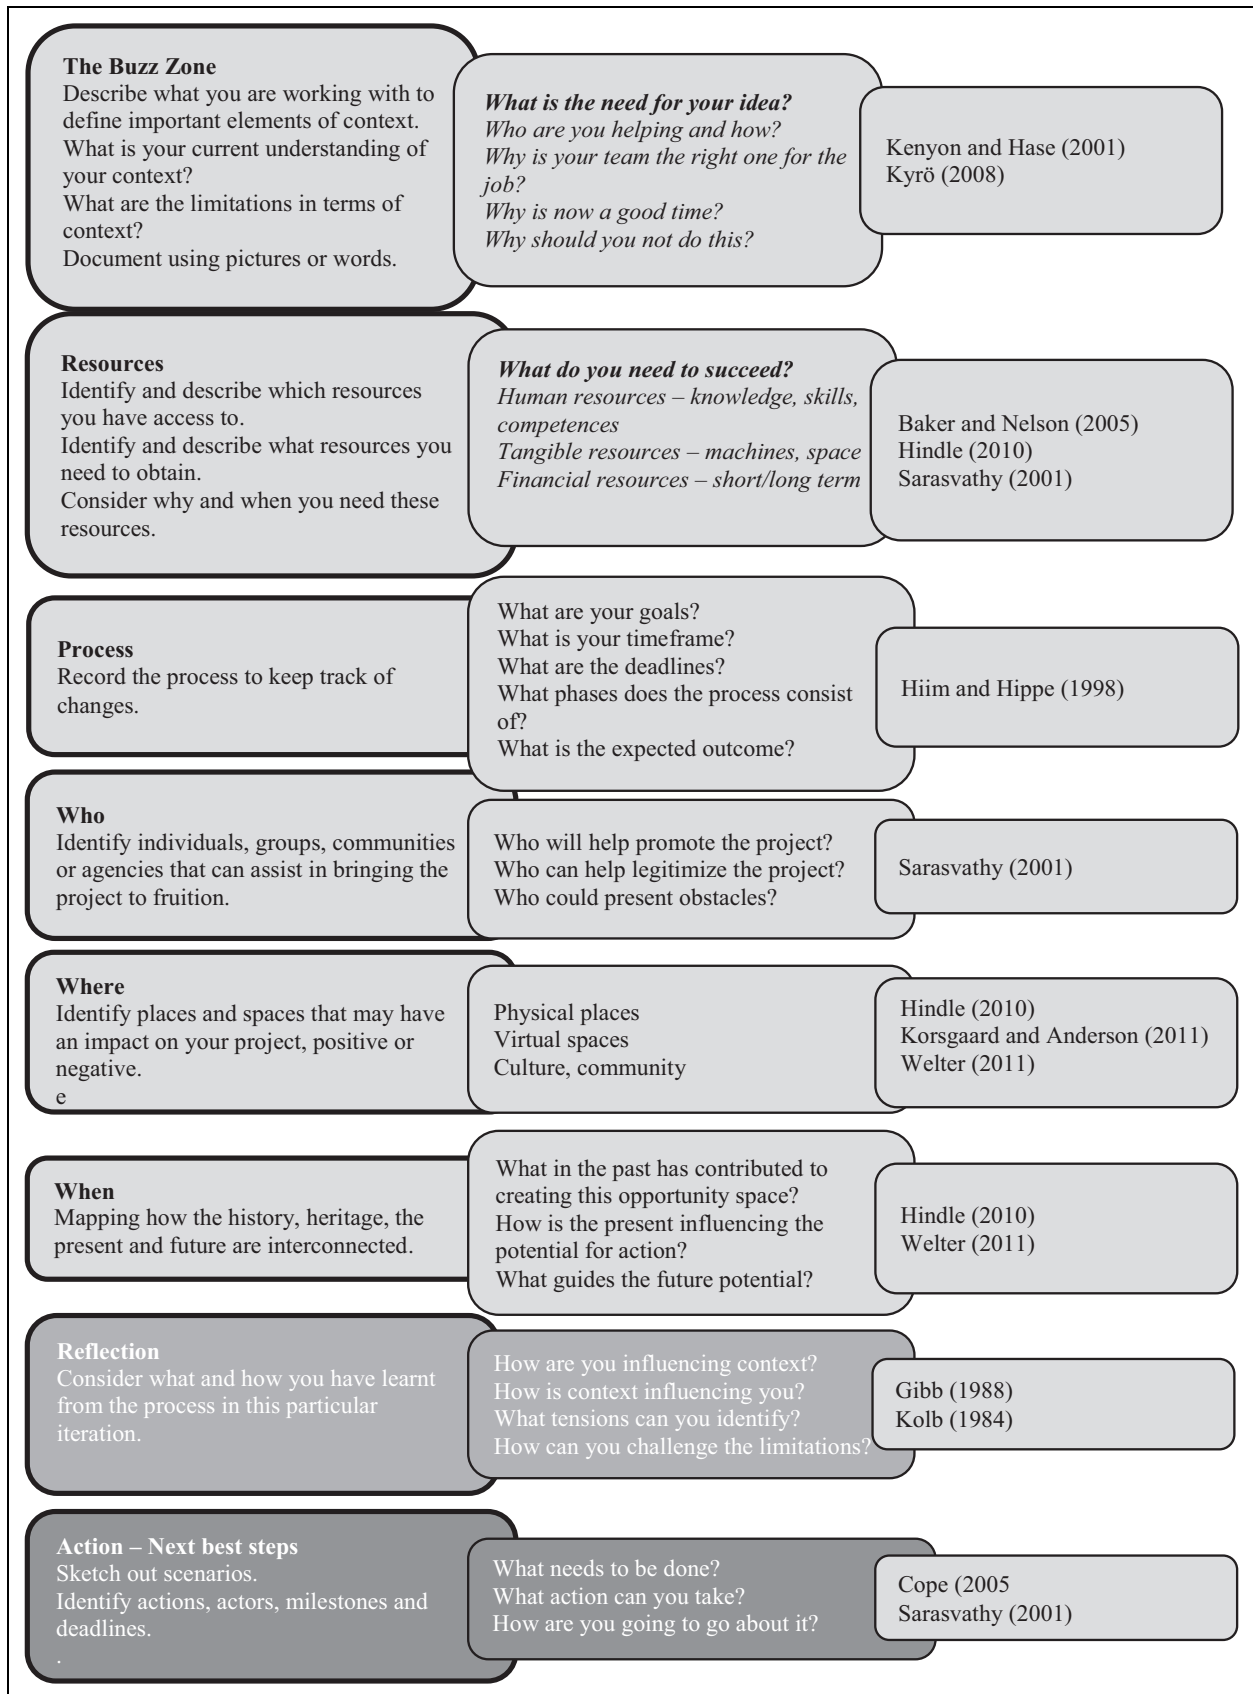 The Buzz Zone
Describe what you are working with to
define important elements of context.
What is your current understanding of
your context?
What are the limitations in terms of
context?
Document using pictures or words.
What is the need for your idea?
Who are you helping and how?
Why is your team the right one for the
job?
Why is now a good time?
Why should you not do this?
Kenyon and Hase (2001)
Kyrö (2008)
Resources
Identify and describe which resources
you have access to.
Identify and describe what resources you
need to obtain.
Consider why and when you need these
resources.
What do you need to succeed?
Human resources – knowledge, skills,
competences
Tangible resources – machines, space
Financial resources – short/long term
Baker and Nelson (2005)
Hindle (2010)
Sarasvathy (2001)
Process
Record the process to keep track of
changes.
What are your goals?
What is your timeframe?
What are the deadlines?
What phases does the process consist
of?
What is the expected outcome?
Hiim and Hippe (1998)
Who
Identify individuals, groups, communities
or agencies that can assist in bringing the
project to fruition.
Who will help promote the project?
Who can help legitimize the project?
Who could present obstacles?
Sarasvathy (2001)
Where
Identify places and spaces that may have
an impact on your project, positive or
negative.
e
Physical places
Virtual spaces
Culture, community
Hindle (2010)
Korsgaard and Anderson (2011)
Welter (2011)
When
Mapping how the history, heritage, the
present and future are interconnected.
What in the past has contributed to
creating this opportunity space?
How is the present influencing the
potential for action?
What guides the future potential?
Hindle (2010)
Welter (2011)
Reflection
Consider what and how you have learnt
from the process in this particular
iteration.
How are you influencing context?
How is context influencing you?
What tensions can you identify?
How can you challenge the limitations?
Gibb (1988)
Kolb (1984)
Action – Next best steps
Sketch out scenarios.
Identify actions, actors, milestones and
deadlines.
.
What needs to be done?
What action can you take?
How are you going to go about it?
Cope (2005
Sarasvathy (2001)